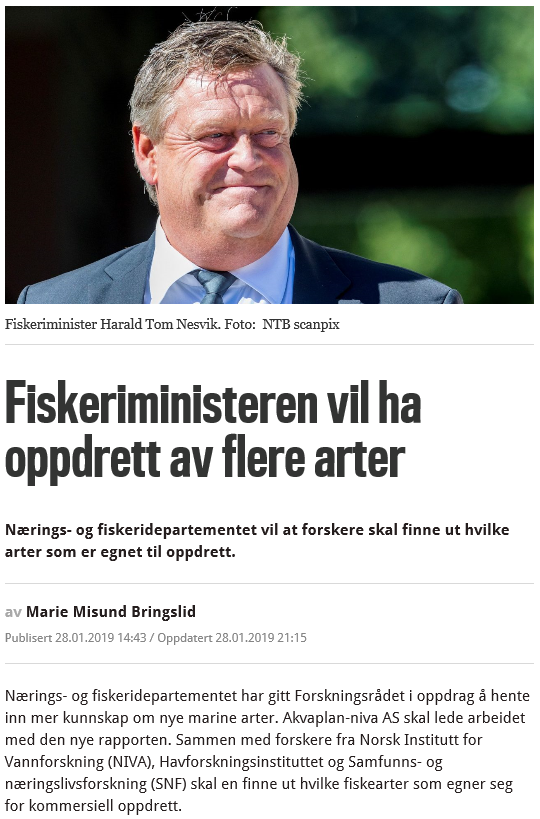 Fiskeriminister Harald Tom Nesvik. Foto:  NTB scanpix
Fiskeriministeren vil ha
oppdrett av flere arter
Nærings- og fiskeridepartementet vil at forskere skal finne ut hvilke
arter som er egnet til oppdrett.
av Marie Misund Bringslid
Publisert 28.01.2019 14:43 / Oppdatert 28.01.2019 21:15
Nærings- og fiskeridepartementet har gitt Forskningsrådet i oppdrag å hente
inn mer kunnskap om nye marine arter. Akvaplan-niva AS skal lede arbeidet
med den nye rapporten. Sammen med forskere fra Norsk Institutt for
Vannforskning (NIVA), Havforskningsinstituttet og Samfunns- og
næringslivsforskning (SNF) skal en finne ut hvilke fiskearter som egner seg
for kommersiell oppdrett.